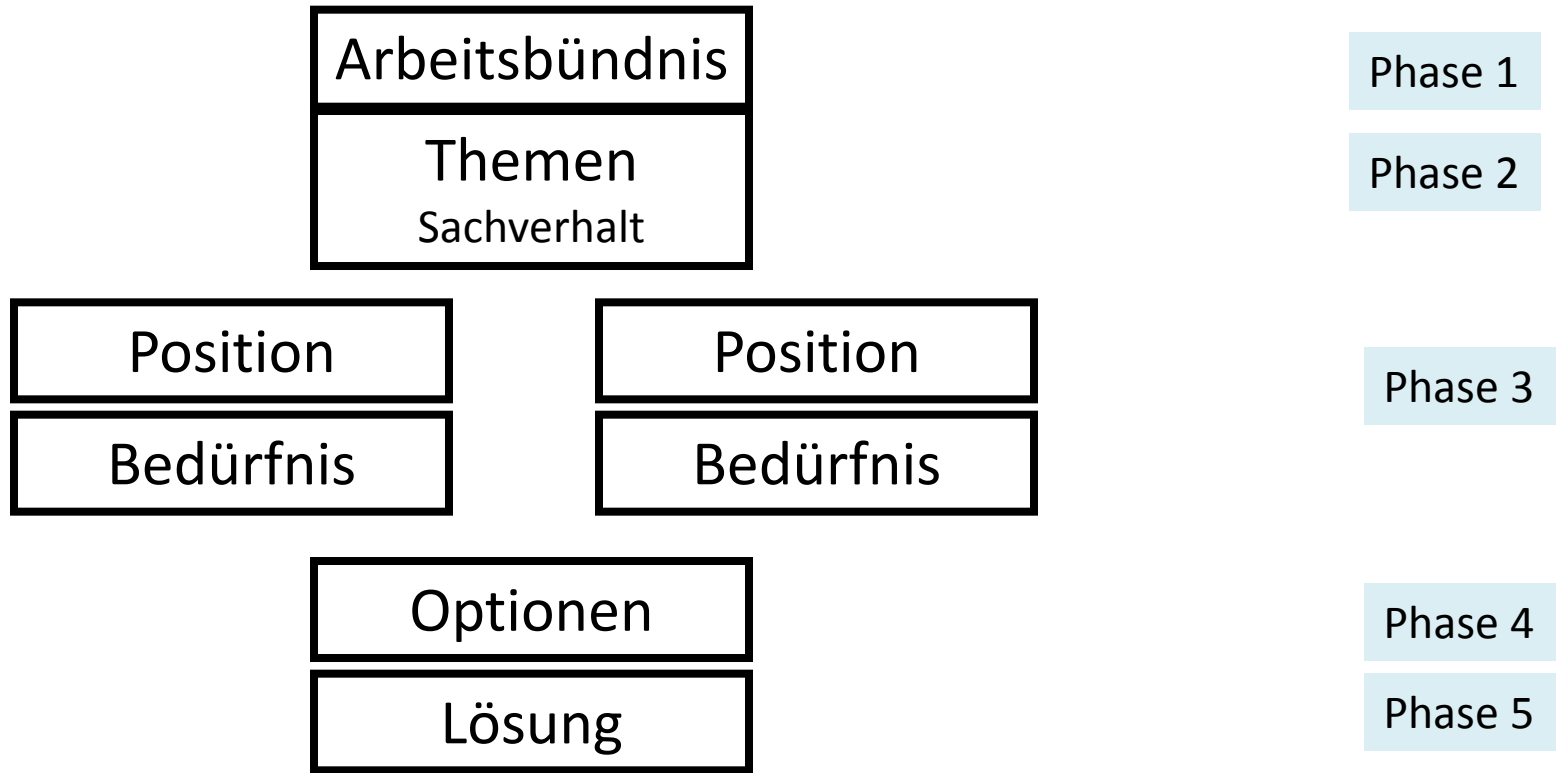 Arbeitsbündnis
Phase 1
Themen
Sachverhalt
Phase 2
Position
Position
Bedürfnis
Bedürfnis
Phase 3
Optionen
Phase 4
Lösung
Phase 5